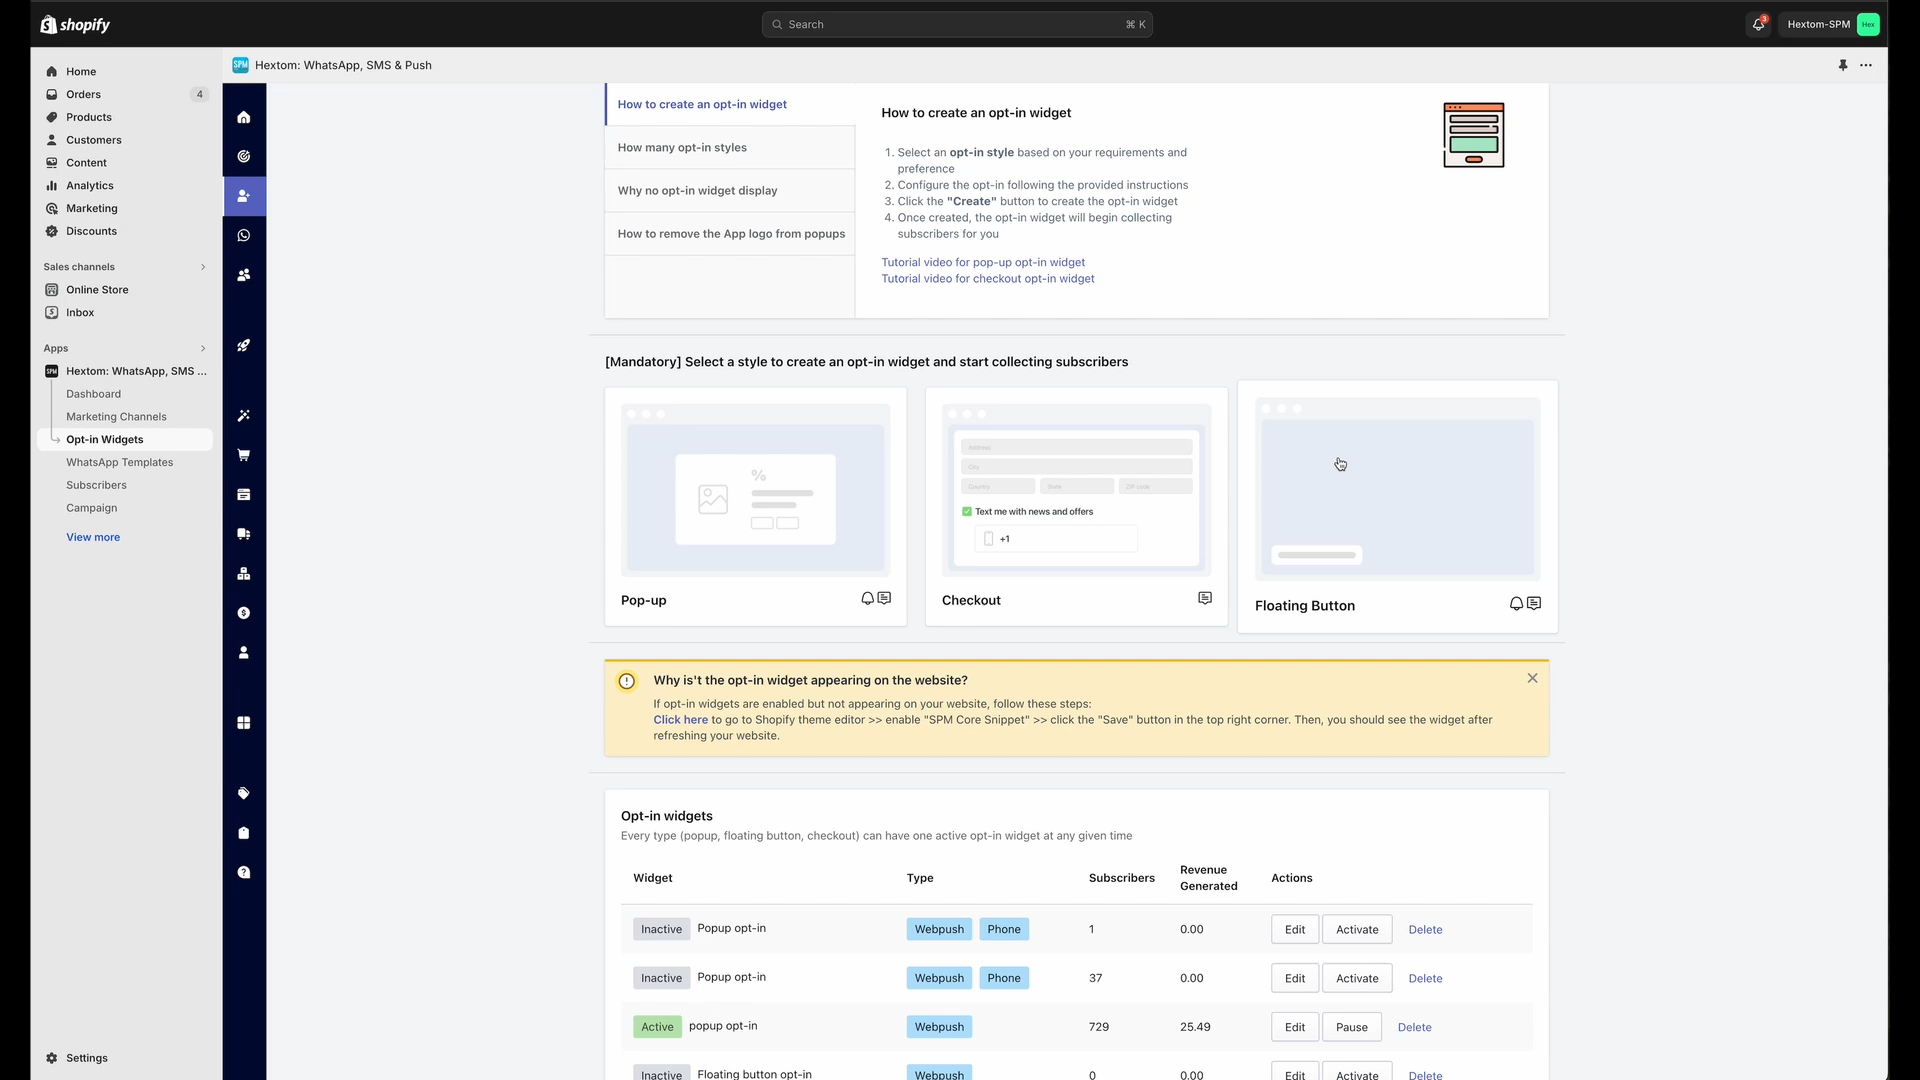 shopify
Search
⌘ K
3
Hextom-SPM
Hex
Home
Orders
4
Products
Customers
Content
Analytics
Marketing
Discounts
Sales channels
Online Store
Inbox
Apps
SPM
Hextom: WhatsApp, SMS ...
Dashboard
Marketing Channels
Opt-in Widgets
WhatsApp Templates
Subscribers
Campaign
View more
Settings
SPM
Hextom: WhatsApp, SMS & Push
How to create an opt-in widget
How many opt-in styles
Why no opt-in widget display
How to remove the App logo from popups
How to create an opt-in widget
1. Select an opt-in style based on your requirements and
preference
2. Configure the opt-in following the provided instructions
3. Click the "Create" button to create the opt-in widget
4. Once created, the opt-in widget will begin collecting
subscribers for you
Tutorial video for pop-up opt-in widget
Tutorial video for checkout opt-in widget
[Mandatory] Select a style to create an opt-in widget and start collecting subscribers
%
Pop-up
Address
City
Country
State
ZIP code
Text me with news and offers
+1
Checkout
Floating Button
Why is't the opt-in widget appearing on the website?
If opt-in widgets are enabled but not appearing on your website, follow these steps:
Click here to go to Shopify theme editor >> enable "SPM Core Snippet" >> click the "Save" button in the top right corner. Then, you should see the widget after
refreshing your website.
Opt-in widgets
Every type (popup, floating button, checkout) can have one active opt-in widget at any given time
Widget Type Subscribers Revenue Generated Actions
Inactive Popup opt-in Webpush Phone 1 0.00 Edit Activate Delete
Inactive Popup opt-in Webpush Phone 37 0.00 Edit Activate Delete
Active popup opt-in Webpush 729 25.49 Edit Pause Delete
Inactive Floating button opt-in Webpush 0 0.00 Edit Activate Delete